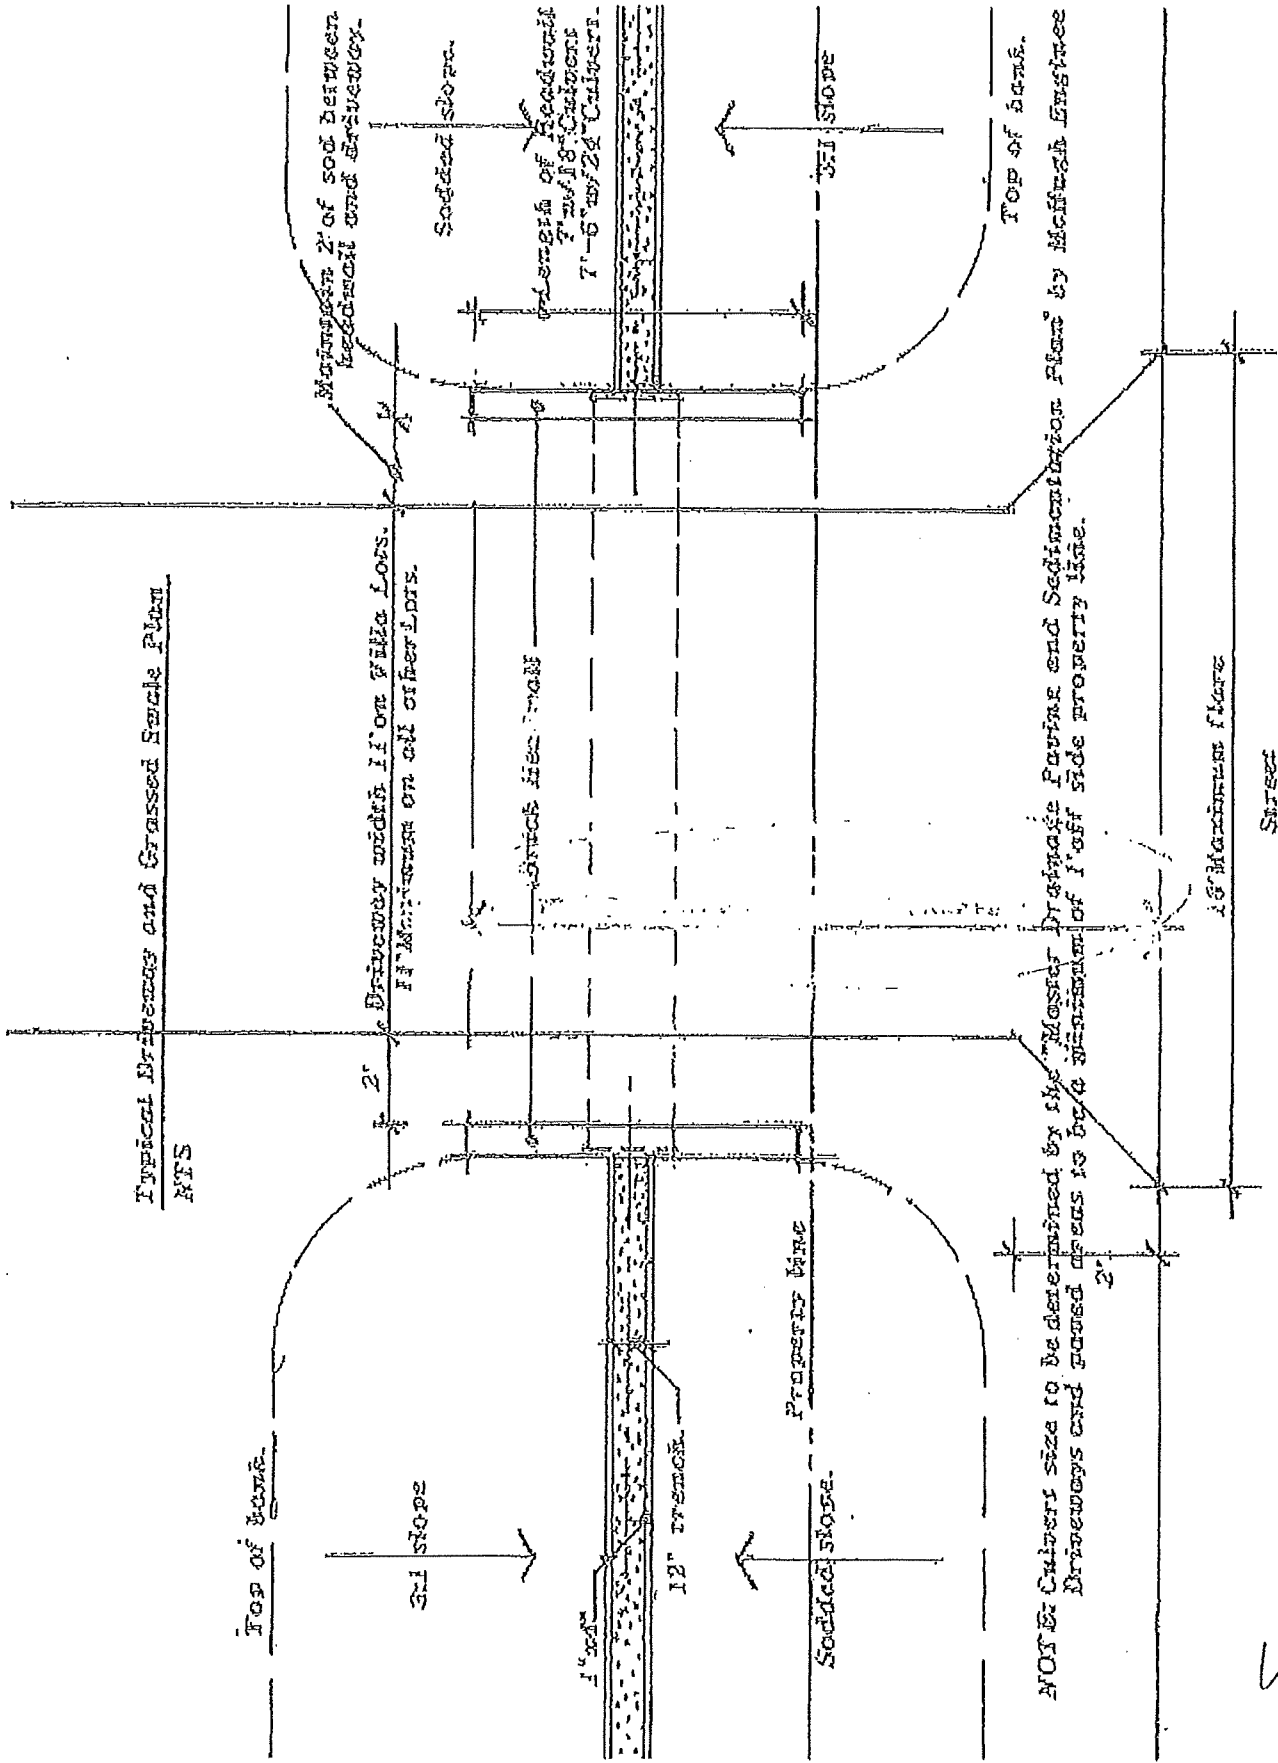 Typical Driveway and Grassed Swale Plan
NTS
Maintain 2' of sod between
headwall and driveway.
Driveway width 11' on Villa Lots.
11' Maximum on all other Lots.
2'
Top of bank.
3:1 slope
Sodded slope.
Length of Headwall
7' w/18" Culvert
7'-6" w/24" Culvert.
Brick Headwall
12" trench.
Property line
Sodded slope.
3:1 slope
Top of bank.
2'
NOTE: Culvert size to be determined by the "Master Drainage Paving and Sedimentation Plan" by McHugh Enginee
Driveways and paved areas to be a minimum of 1' off side property line.
Maximum flare
Street